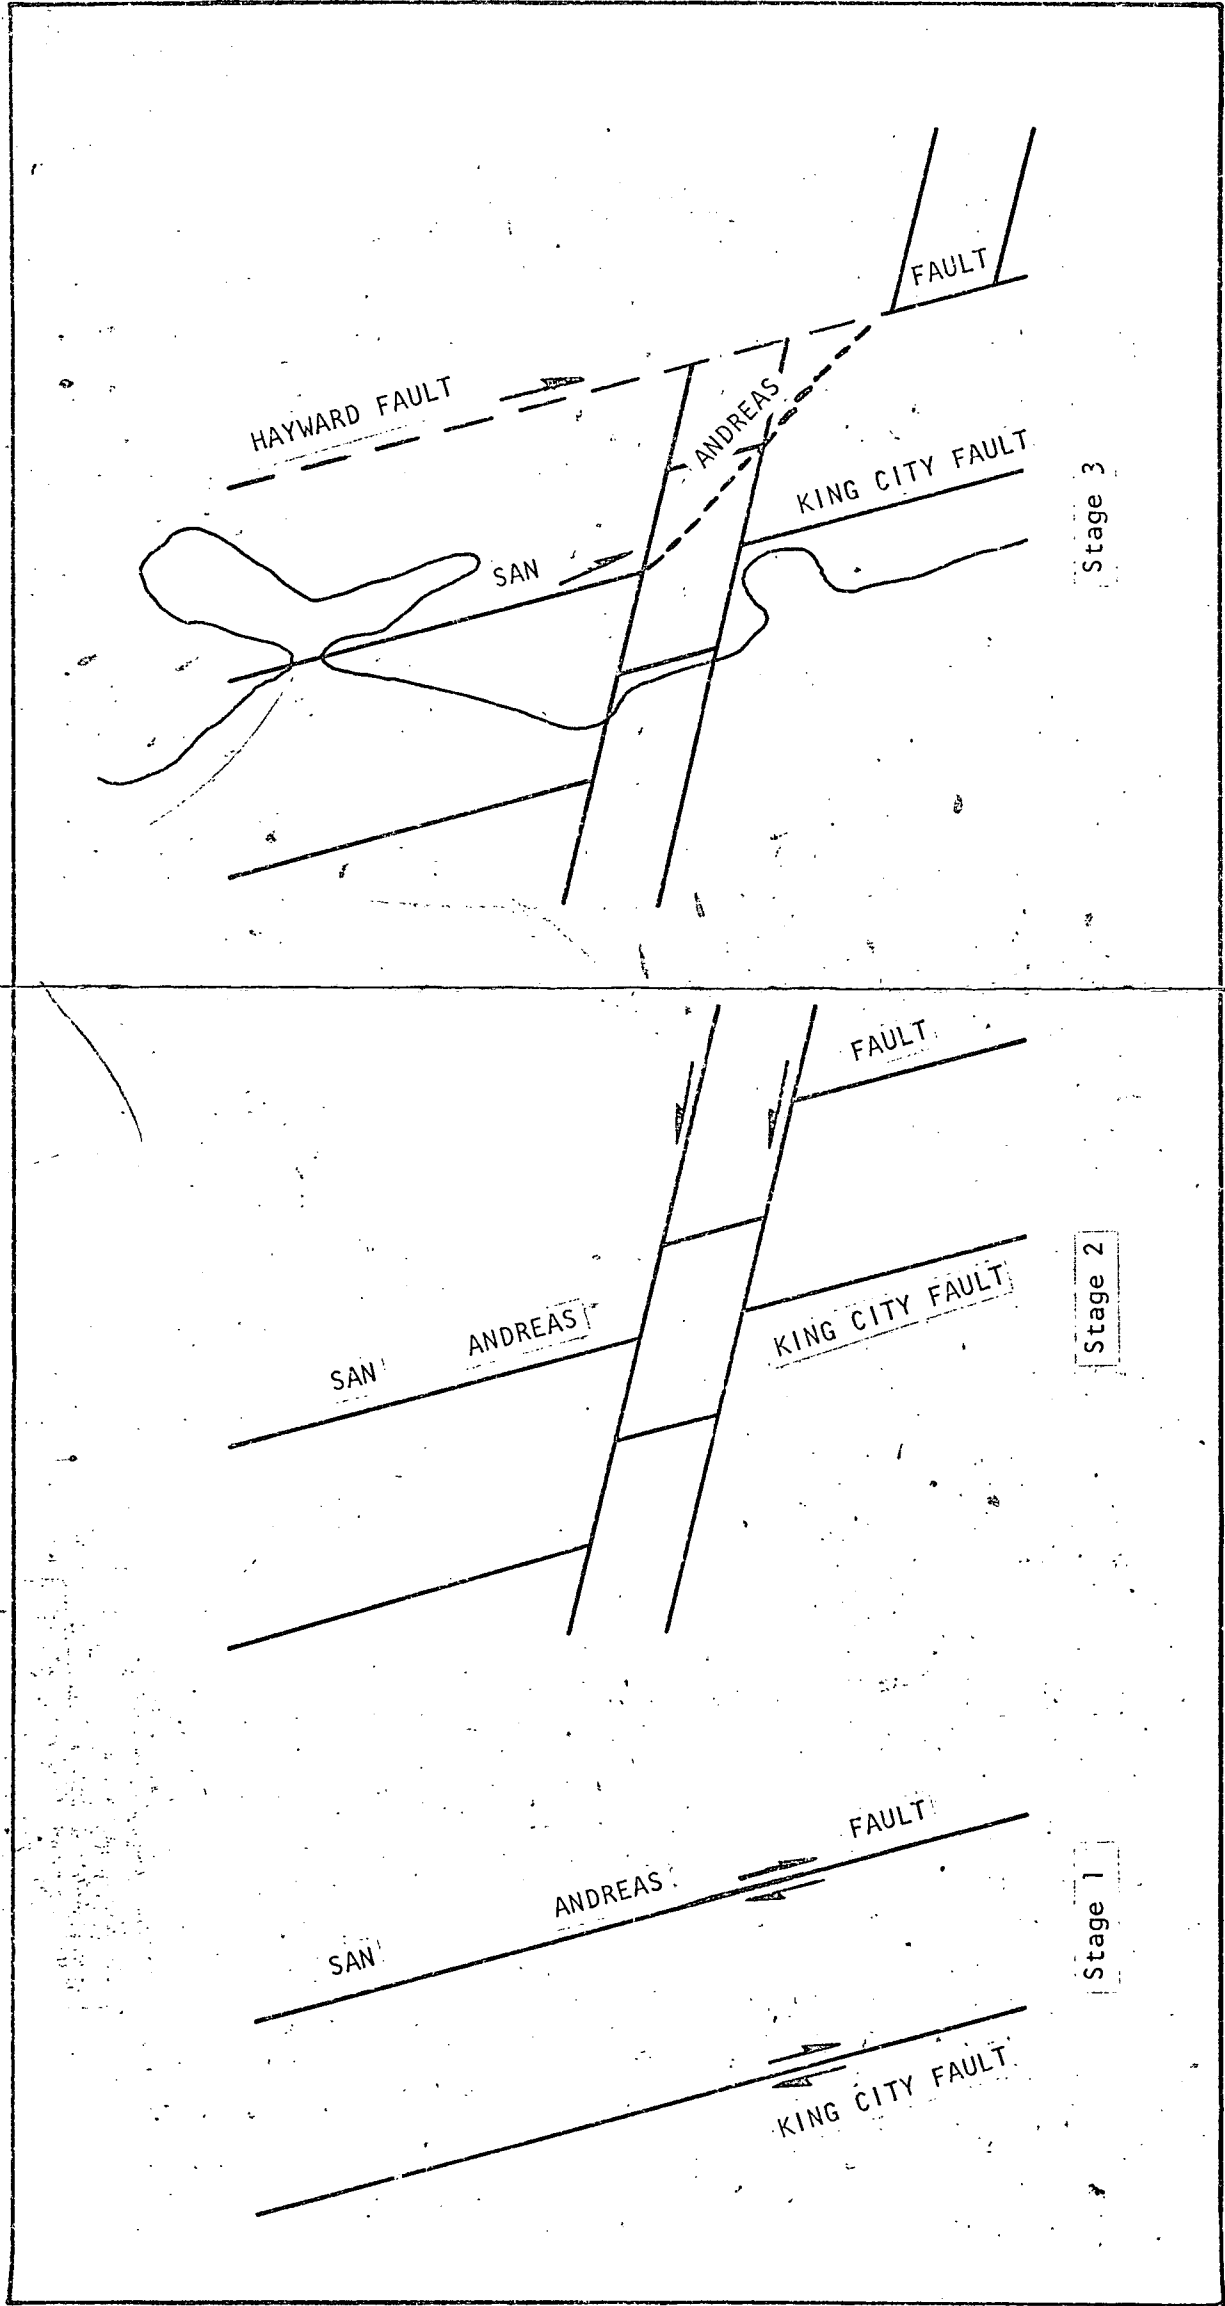 HAYWARD FAULT
SAN
ANDREAS
FAULT
KING CITY FAULT
Stage 3
SAN
ANDREAS
FAULT
KING CITY FAULT
Stage 2
SAN
ANDREAS
FAULT
KING CITY FAULT
Stage 1